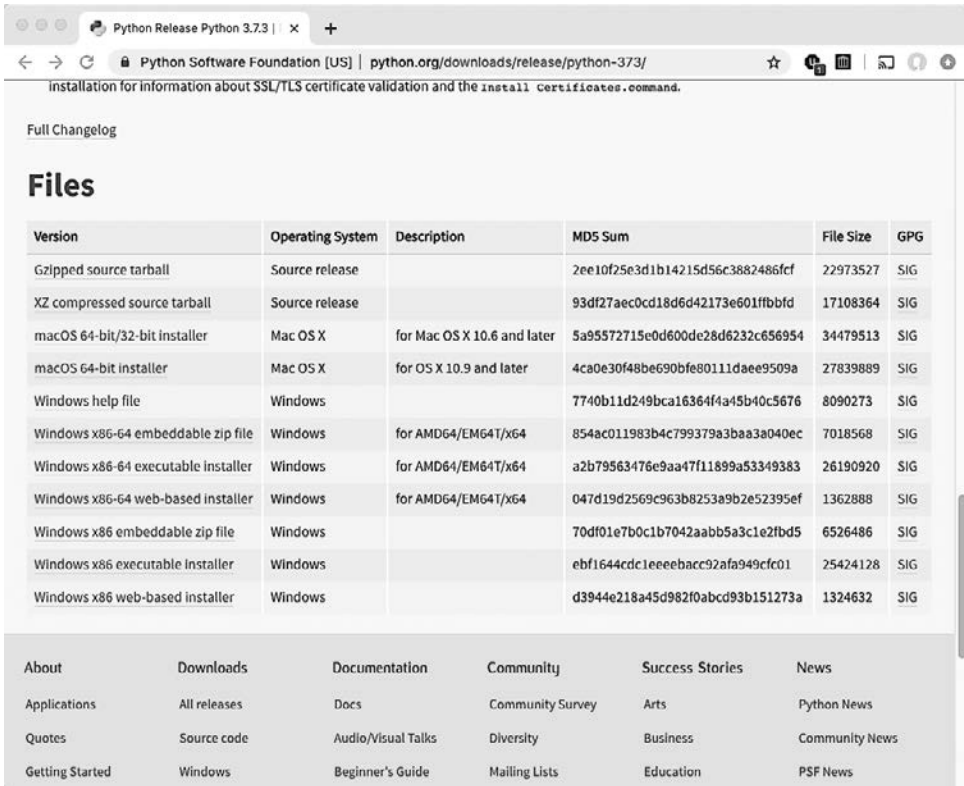 Python Release Python 3.7.3 |
Python Software Foundation [US] | python.org/downloads/release/python-373/
installation for information about SSL/TLS certificate validation and the Install Certificates.command.
Full Changelog
Files
Version Operating System Description MD5 Sum File Size GPG
Gzipped source tarball Source release 2ee10f25e3d1b14215d56c3882486fcf 22973527 SIG
XZ compressed source tarball Source release 93df27aec0cd18d6d42173e601ffbbfd 17108364 SIG
macOS 64-bit/32-bit installer Mac OS X for Mac OS X 10.6 and later 5a95572715e0d600de28d6232c656954 34479513 SIG
macOS 64-bit installer Mac OS X for OS X 10.9 and later 4ca0e30f48be690bfe80111daee9509a 27839889 SIG
Windows help file Windows 7740b11d249bca16364f4a45b40c5676 8090273 SIG
Windows x86-64 embeddable zip file Windows for AMD64/EM64T/x64 854ac011983b4c799379a3baa3a040ec 7018568 SIG
Windows x86-64 executable installer Windows for AMD64/EM64T/x64 a2b79563476e9aa47f11899a53349383 26190920 SIG
Windows x86-64 web-based installer Windows for AMD64/EM64T/x64 047d19d2569c963b8253a9b2e52395ef 1362888 SIG
Windows x86 embeddable zip file Windows 70df01e7b0c1b7042aabb5a3c1e2fbd5 6526486 SIG
Windows x86 executable installer Windows ebf1644cdc1eeeebacc92afa949cfc01 25424128 SIG
Windows x86 web-based installer Windows d3944e218a45d982f0abcd93b151273a 1324632 SIG
About Downloads Documentation Community Success Stories News
Applications All releases Docs Community Survey Arts Python News
Quotes Source code Audio/Visual Talks Diversity Business Community News
Getting Started Windows Beginner's Guide Mailing Lists Education PSF News